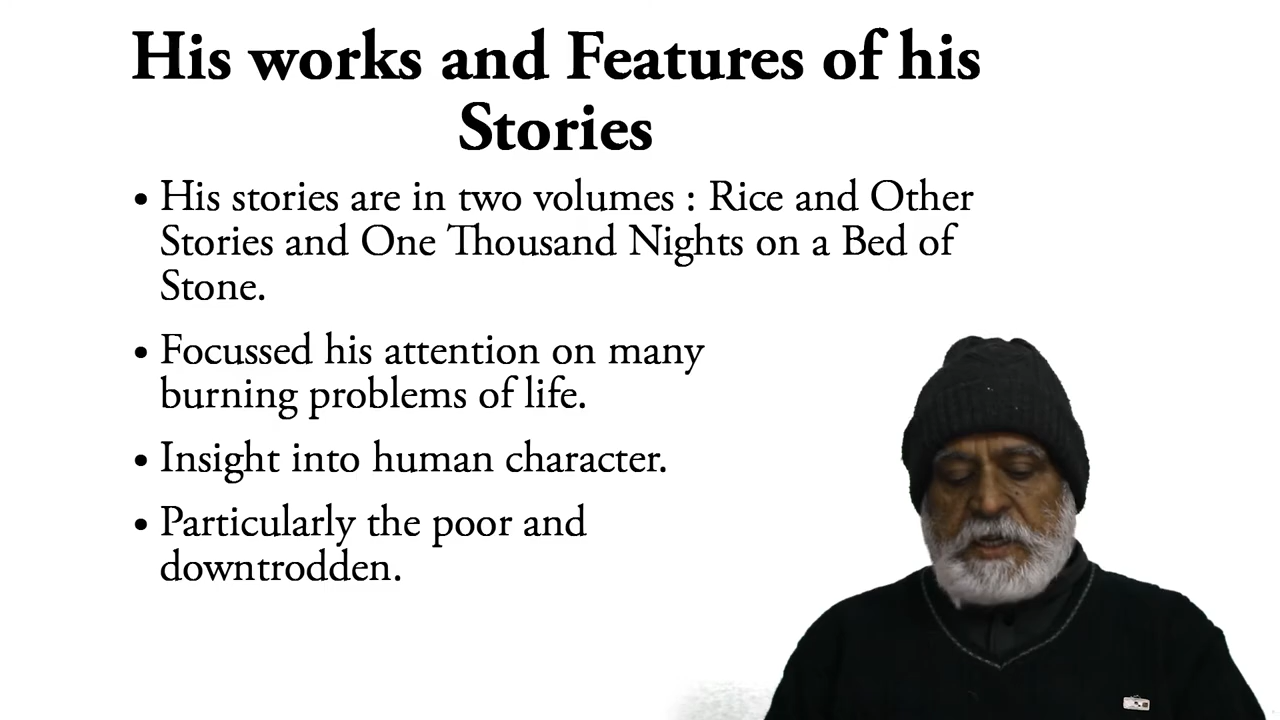 His works and Features of his
Stories
• His stories are in two volumes : Rice and Other
Stories and One Thousand Nights on a Bed of
Stone.
• Focussed his attention on many
burning problems of life.
• Insight into human character.
• Particularly the poor and
downtrodden.